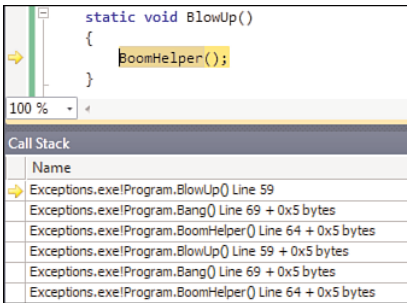 static void BlowUp()
{
BoomHelper();
}
100 %
Call Stack
Name
Exceptions.exe!Program.BlowUp() Line 59
Exceptions.exe!Program.Bang() Line 69 + 0x5 bytes
Exceptions.exe!Program.BoomHelper() Line 64 + 0x5 bytes
Exceptions.exe!Program.BlowUp() Line 59 + 0x5 bytes
Exceptions.exe!Program.Bang() Line 69 + 0x5 bytes
Exceptions.exe!Program.BoomHelper() Line 64 + 0x5 bytes